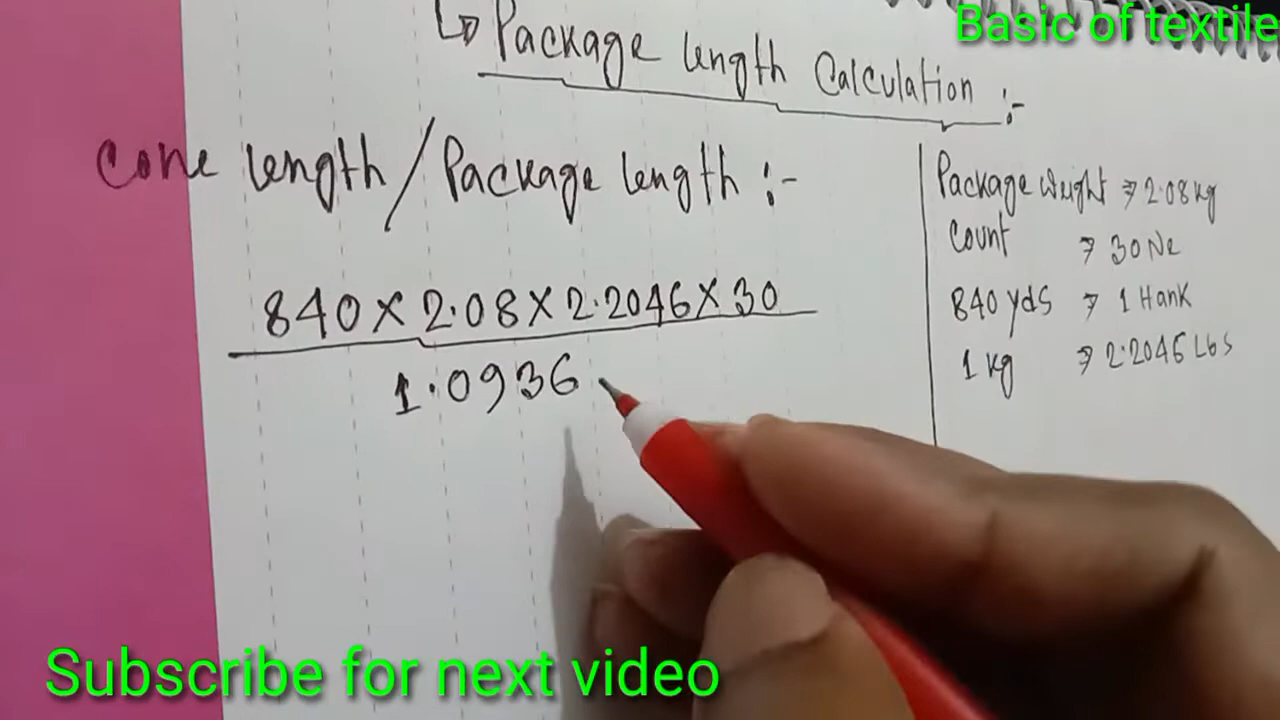 Basic of textile
↳ Package length Calculation :-
Cone length / Package length :-
840 × 2.08 × 2.2046 × 30
1.0936
Package weight → 2.08 kg
Count → 30 Ne
840 yds → 1 Hank
1 kg → 2.2046 Lbs
Subscribe for next video